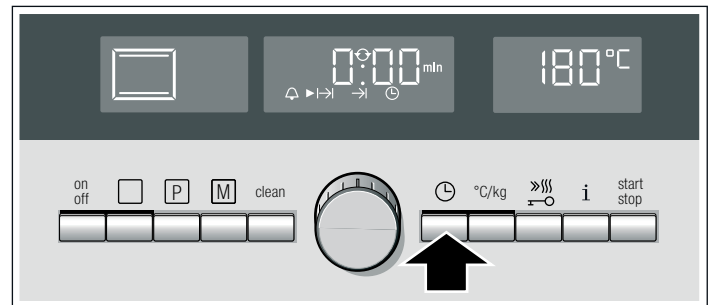 0:00 min
180°C
on
off
P
M
clean
°C/kg
i
start
stop